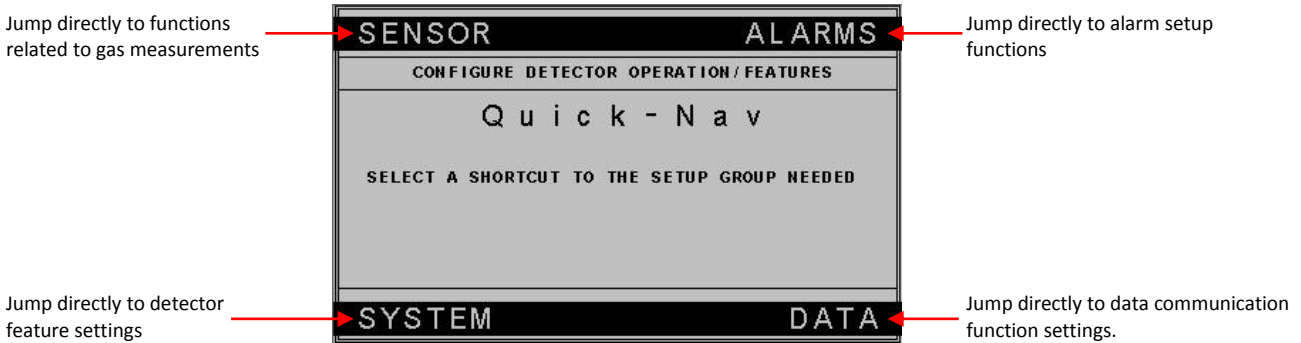 Jump directly to functions
related to gas measurements
SENSOR ALARMS
Jump directly to alarm setup
functions
CONFIGURE DETECTOR OPERATION/FEATURES
Quick-Nav
SELECT A SHORTCUT TO THE SETUP GROUP NEEDED
Jump directly to detector
feature settings
SYSTEM DATA
Jump directly to data communication
function settings.